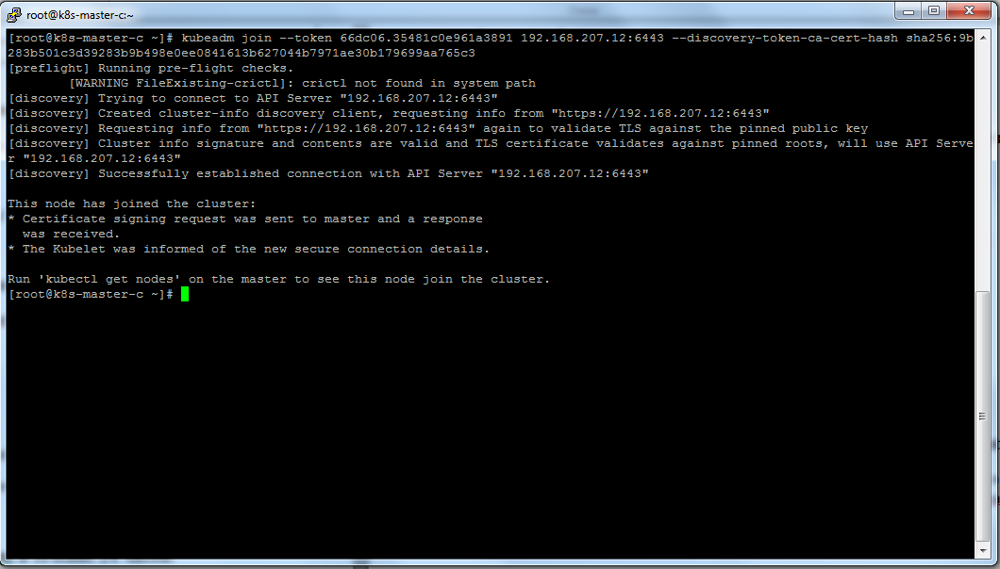 root@k8s-master-c:~
[root@k8s-master-c ~]# kubeadm join --token 66dc06.35481c0e961a3891 192.168.207.12:6443 --discovery-token-ca-cert-hash sha256:9b
283b501c3d39283b9b498e0ee0841613b627044b7971ae30b179699aa765c3
[preflight] Running pre-flight checks.
        [WARNING FileExisting-crictl]: crictl not found in system path
[discovery] Trying to connect to API Server "192.168.207.12:6443"
[discovery] Created cluster-info discovery client, requesting info from "https://192.168.207.12:6443"
[discovery] Requesting info from "https://192.168.207.12:6443" again to validate TLS against the pinned public key
[discovery] Cluster info signature and contents are valid and TLS certificate validates against pinned roots, will use API Serve
r "192.168.207.12:6443"
[discovery] Successfully established connection with API Server "192.168.207.12:6443"

This node has joined the cluster:
* Certificate signing request was sent to master and a response
  was received.
* The Kubelet was informed of the new secure connection details.

Run 'kubectl get nodes' on the master to see this node join the cluster.
[root@k8s-master-c ~]#